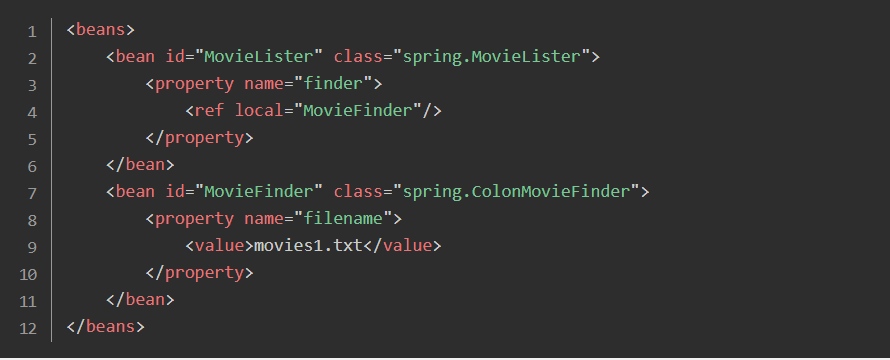 1 <beans>
2     <bean id="MovieLister" class="spring.MovieLister">
3         <property name="finder">
4             <ref local="MovieFinder"/>
5         </property>
6     </bean>
7     <bean id="MovieFinder" class="spring.ColonMovieFinder">
8         <property name="filename">
9             <value>movies1.txt</value>
10         </property>
11     </bean>
12 </beans>